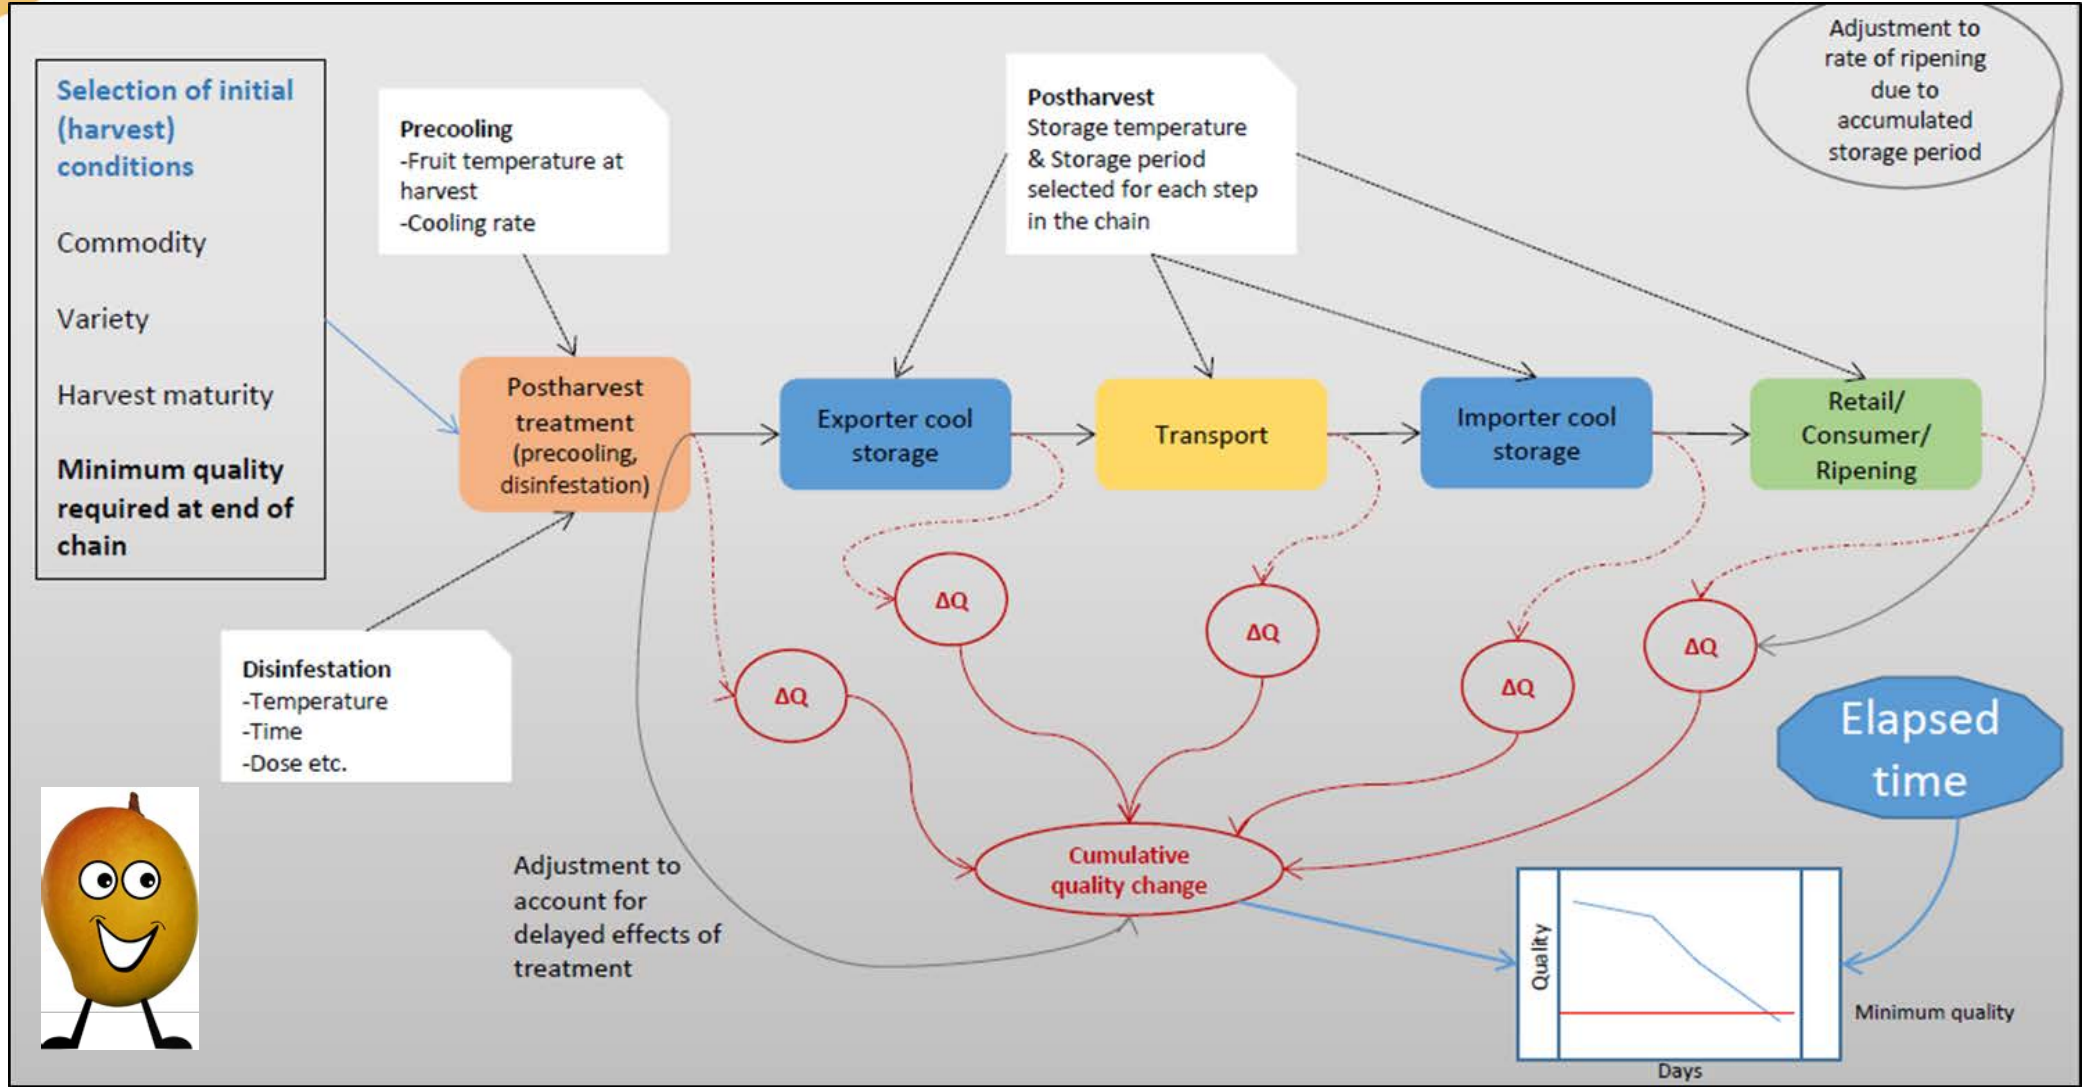 Selection of initial
(harvest)
conditions
Commodity
Variety
Harvest maturity
Minimum quality
required at end of
chain
Precooling
-Fruit temperature at
harvest
-Cooling rate
Postharvest
Storage temperature
& Storage period
selected for each step
in the chain
Adjustment to
rate of ripening
due to
accumulated
storage period
Postharvest
treatment
(precooling,
disinfestation)
Exporter cool
storage
Transport
Importer cool
storage
Retail/
Consumer/
Ripening
Disinfestation
-Temperature
-Time
-Dose etc.
ΔQ
ΔQ
ΔQ
ΔQ
ΔQ
Elapsed
time
Adjustment to
account for
delayed effects of
treatment
Cumulative
quality change
Quality
Days
Minimum quality